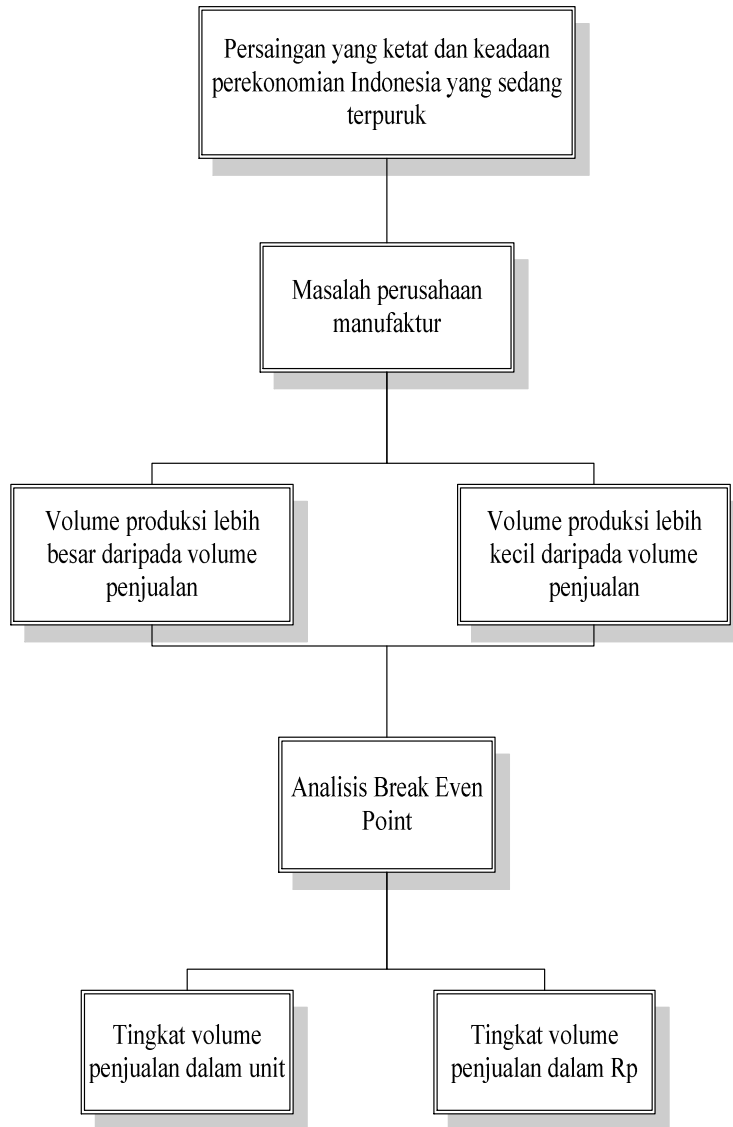 Persaingan yang ketat dan keadaan
perekonomian Indonesia yang sedang
terpuruk
Masalah perusahaan
manufaktur
Volume produksi lebih
besar daripada volume
penjualan
Volume produksi lebih
kecil daripada volume
penjualan
Analisis Break Even
Point
Tingkat volume
penjualan dalam unit
Tingkat volume
penjualan dalam Rp